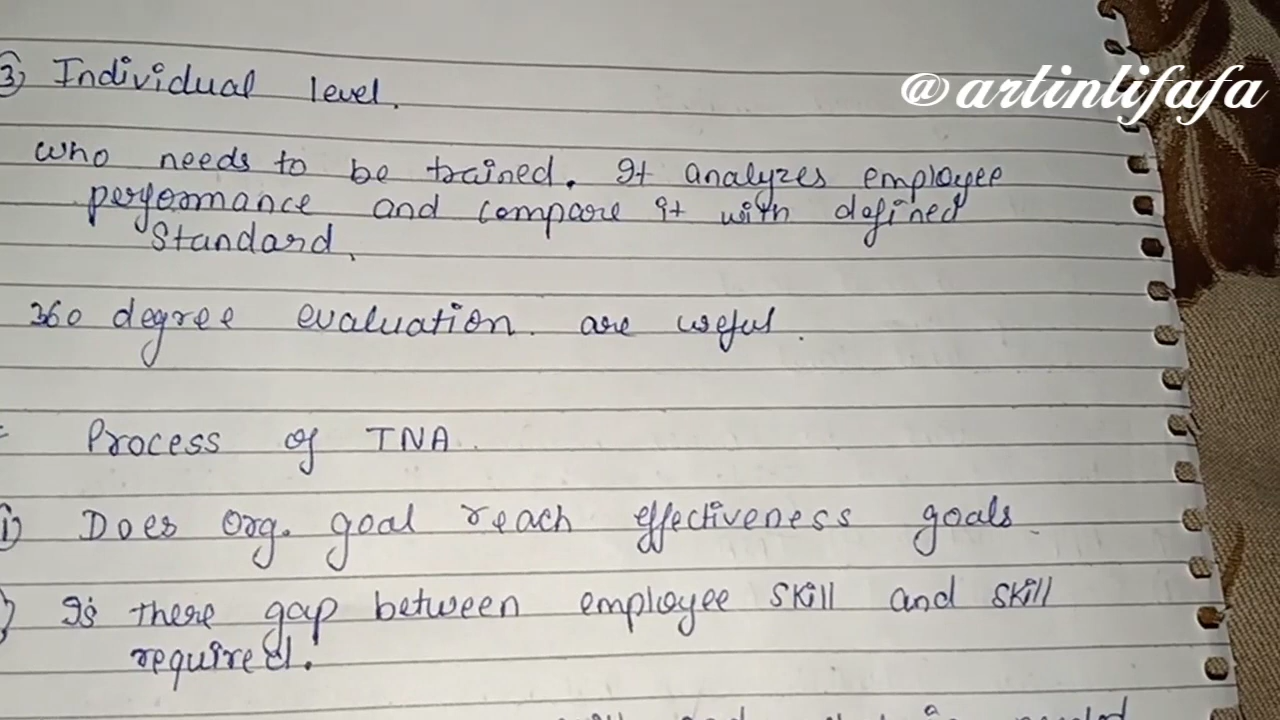 @artinlifafa
3) Individual level.
who needs to be trained. It analyzes employee
performance and compare it with defined
standard.
360 degree evaluation are useful.
Process of TNA.
i) Does org. goal reach effectiveness goals.
Is there gap between employee skill and skill
required.
needed